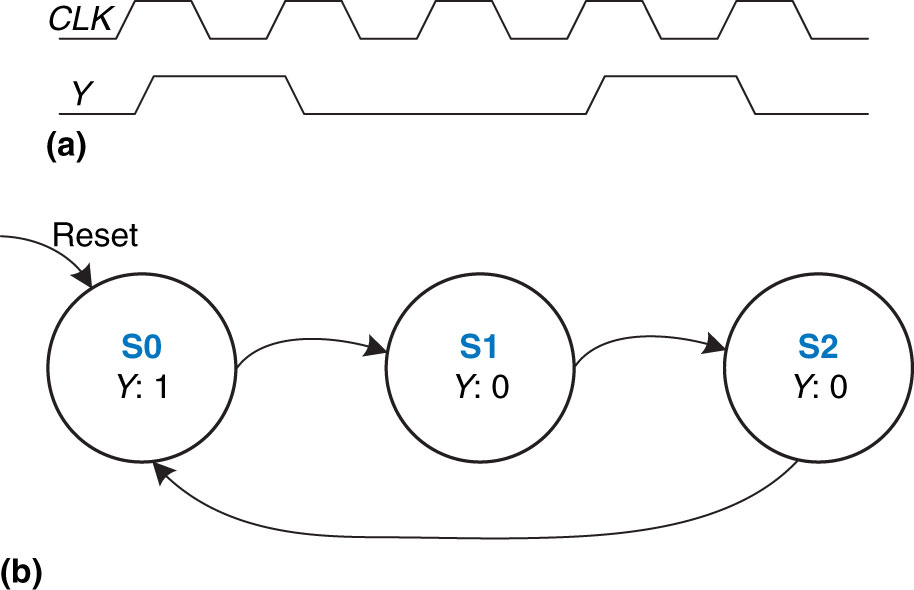 CLK
Y
(a)
Reset
S0
Y: 1
S1
Y: 0
S2
Y: 0
(b)